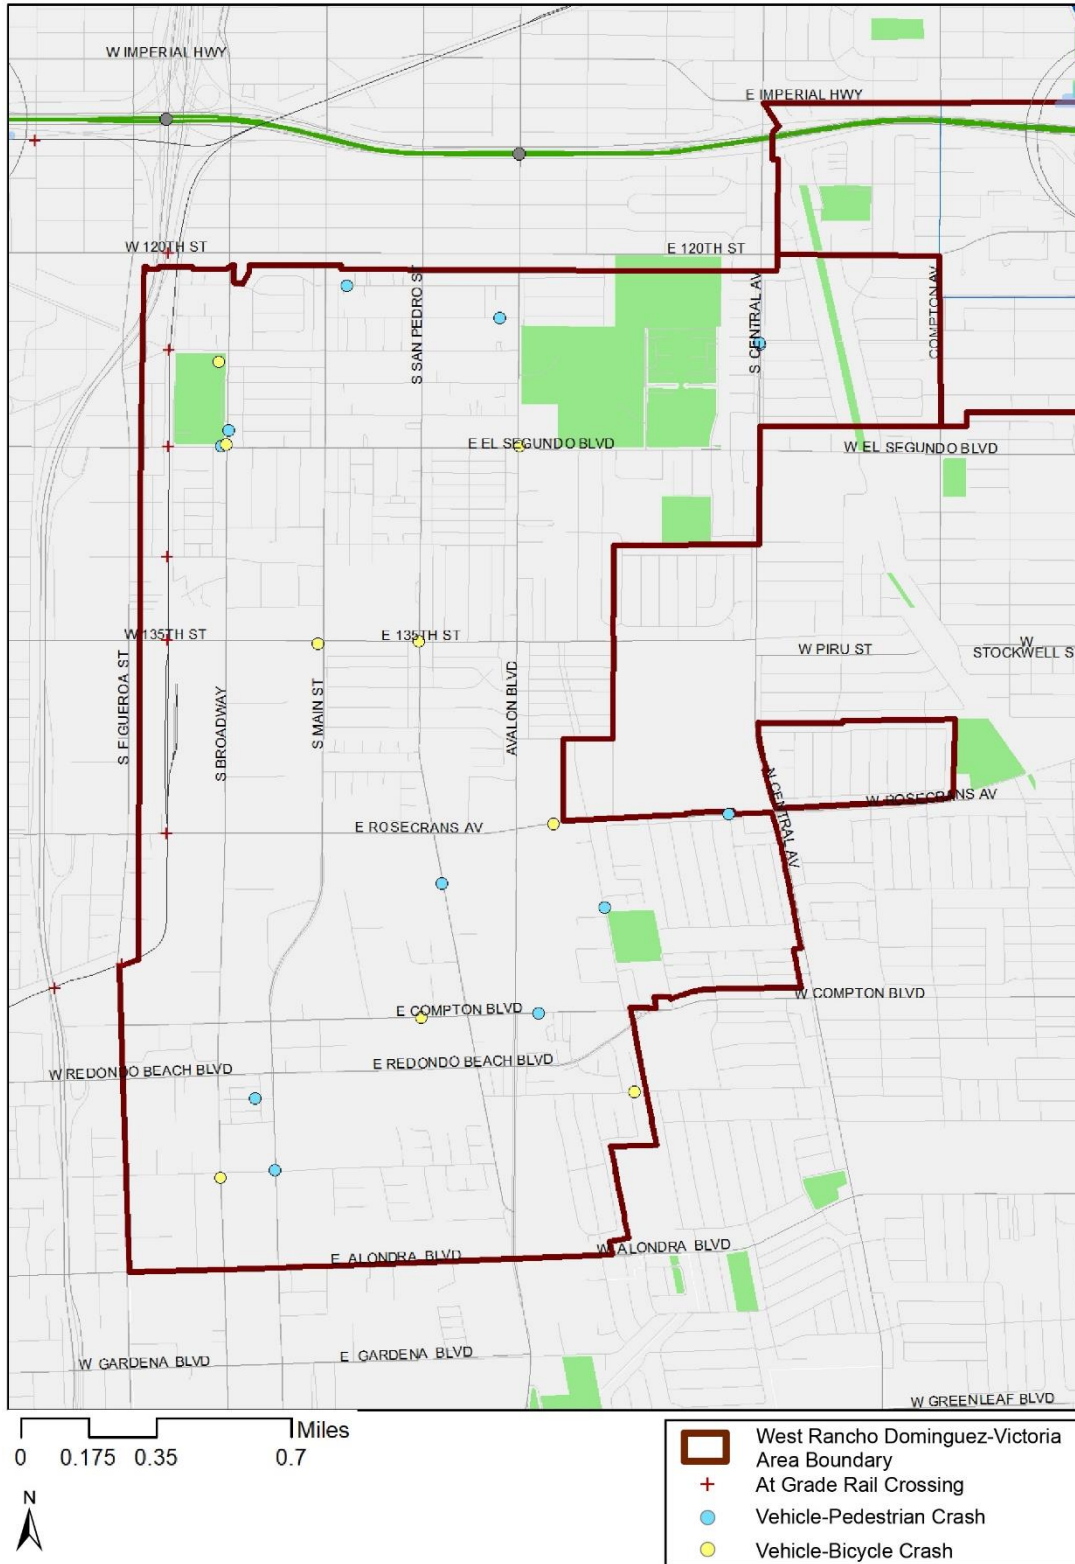 W IMPERIAL HWY
E IMPERIAL HWY
W 120TH ST
E 120TH ST
S SAN PEDRO ST
S CENTRAL AV
COMPTON AV
E EL SEGUNDO BLVD
W EL SEGUNDO BLVD
W 135TH ST
E 135TH ST
W PIRU ST
W
STOCKWELL S
S FIGUEROA ST
S BROADWAY
S MAIN ST
AVALON BLVD
N CENTRAL AV
W ROSECRANS AV
E ROSECRANS AV
W COMPTON BLVD
E COMPTON BLVD
E REDONDO BEACH BLVD
W REDONDO BEACH BLVD
E ALONDRA BLVD
W ALONDRA BLVD
W GARDENA BLVD
E GARDENA BLVD
W GREENLEAF BLVD
Miles
0 0.175 0.35 0.7
N
West Rancho Dominguez-Victoria
Area Boundary
At Grade Rail Crossing
Vehicle-Pedestrian Crash
Vehicle-Bicycle Crash